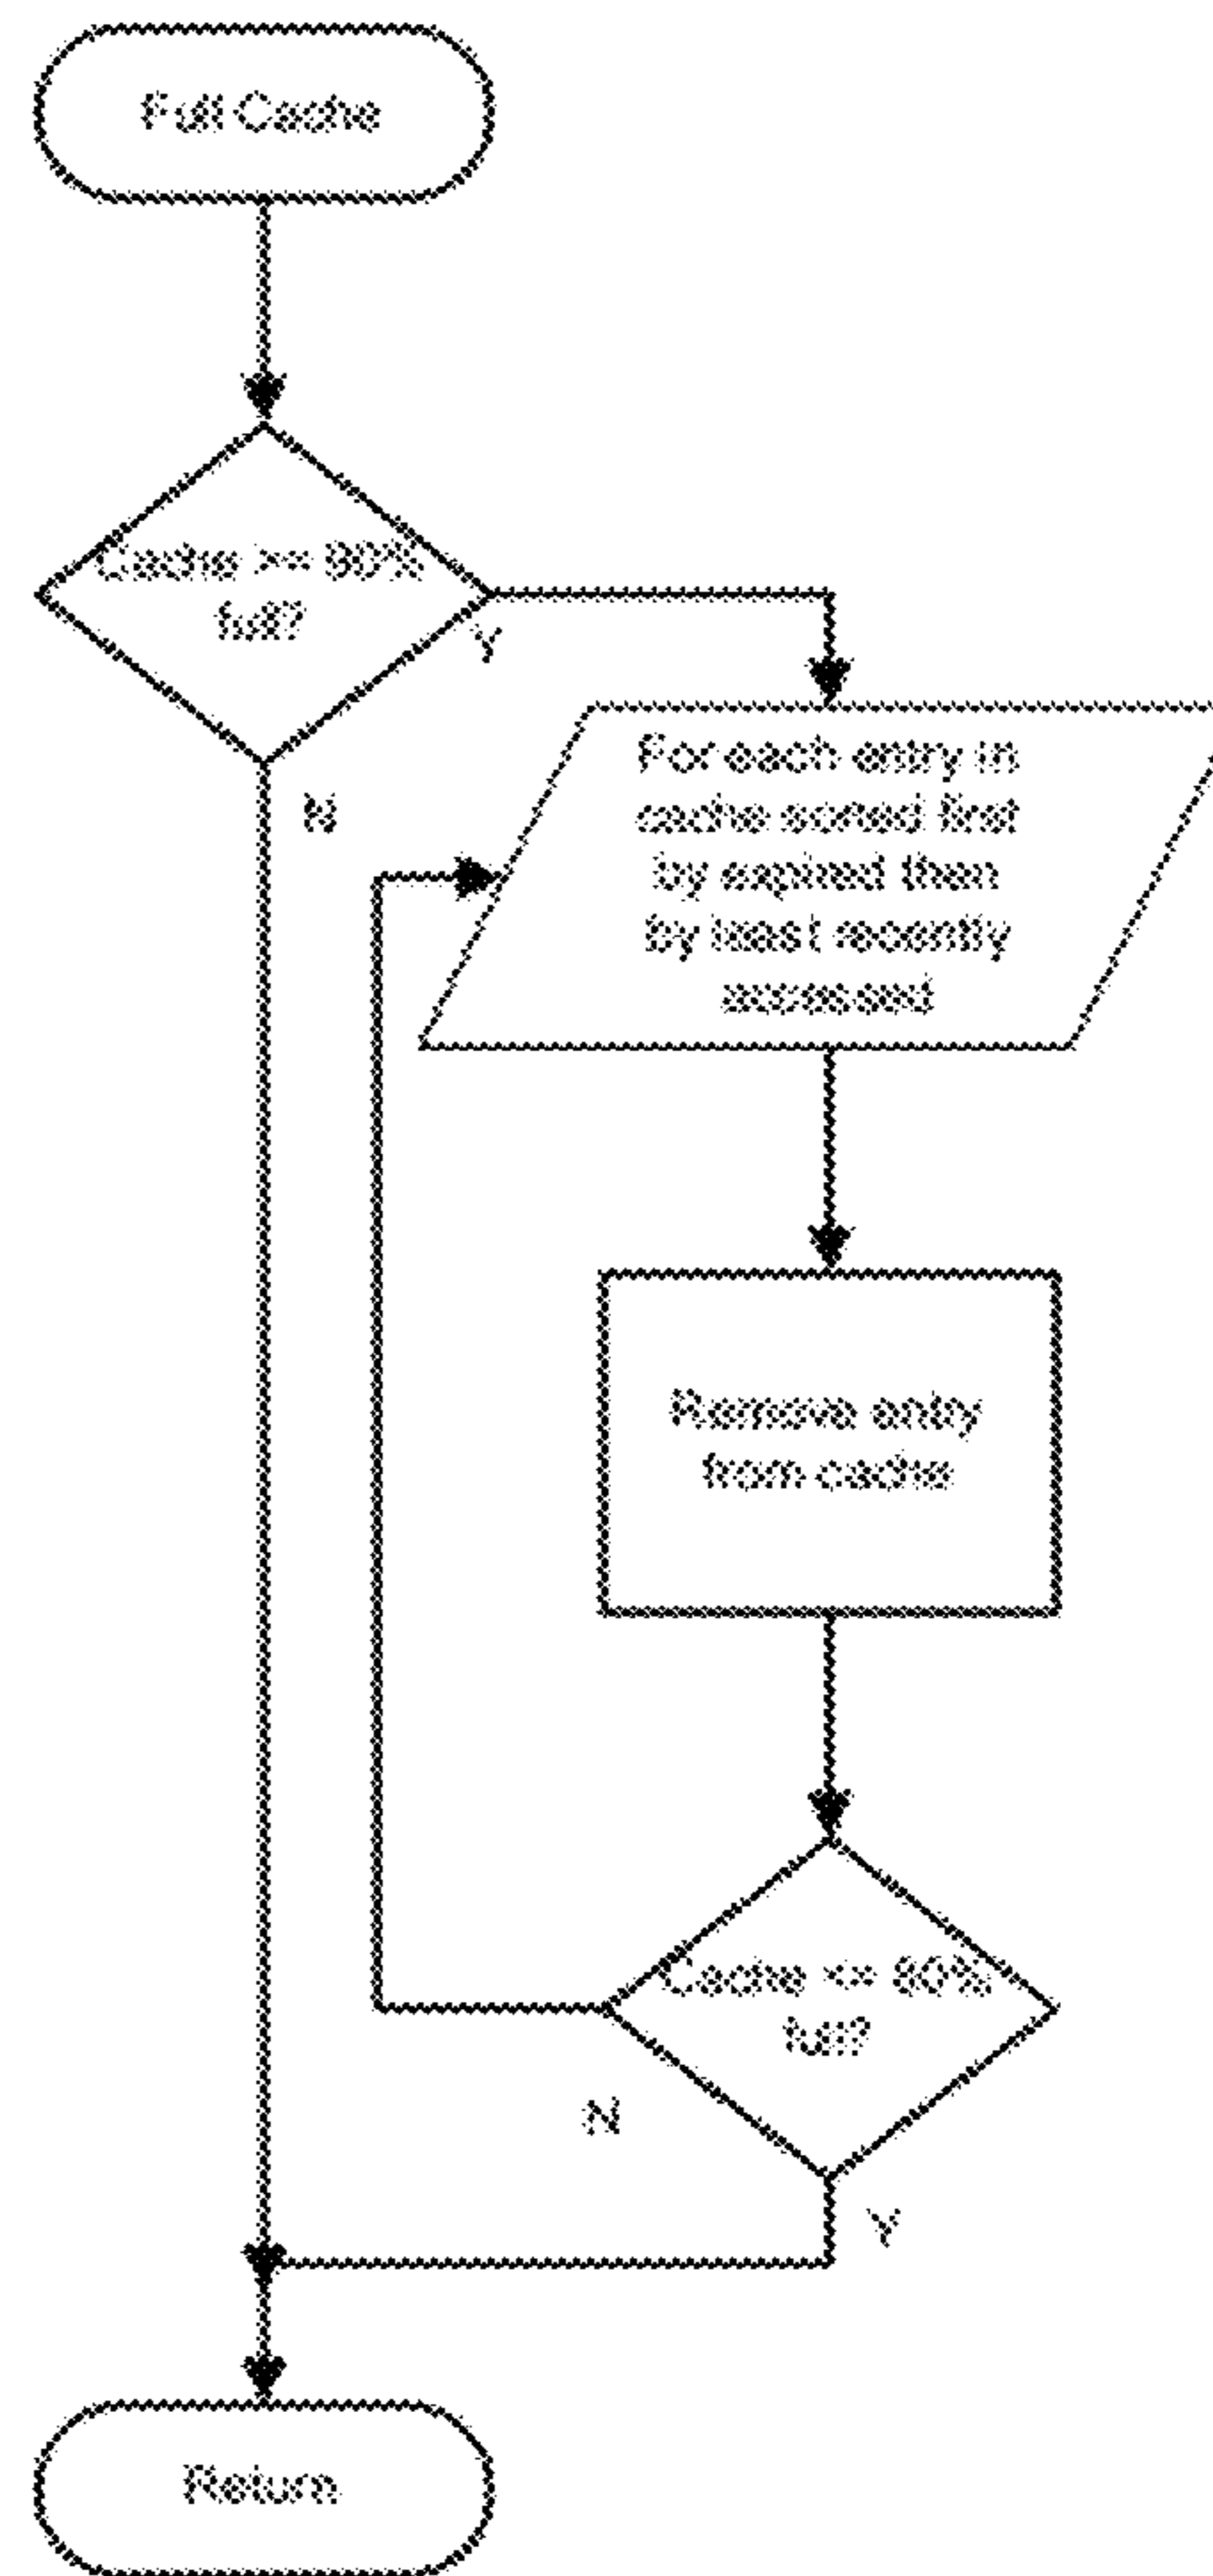 Full Cache
Cache >= 90%
full?
Y
N
For each entry in
cache sorted first
by expired then
by least recently
accessed
Remove entry
from cache
Cache <=
full?
N
Y
Return